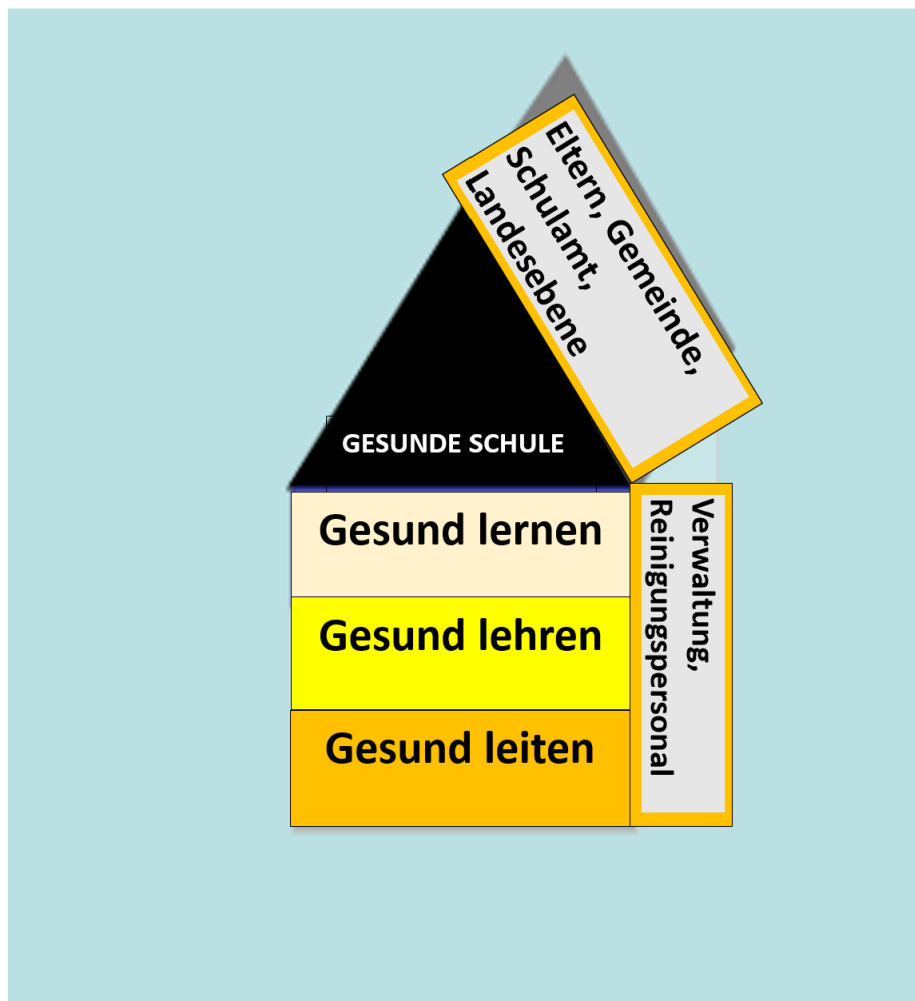 Eltern, Gemeinde,
Schulamt,
Landesebene
GESUNDE SCHULE
Gesund lernen
Gesund lehren
Gesund leiten
Verwaltung,
Reinigungspersonal